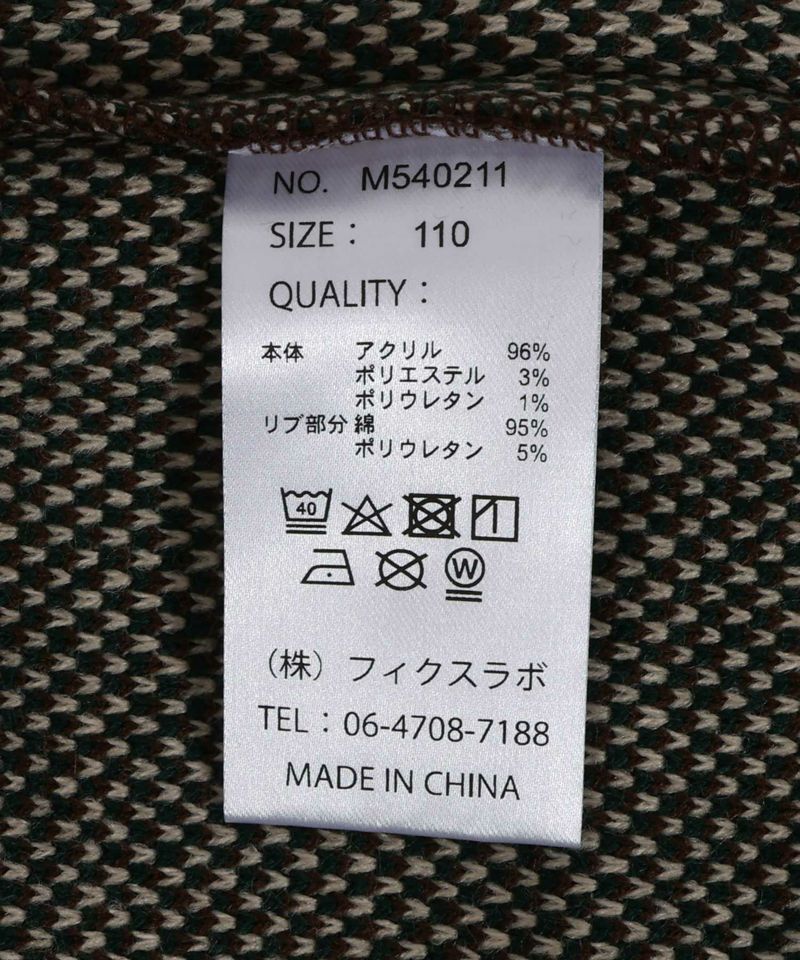 NO. M540211
SIZE : 110
QUALITY :
本体 アクリル 96%
ポリエステル 3%
ポリウレタン 1%
リブ部分 綿 95%
ポリウレタン 5%
40
W
（株）フィクスラボ
TEL : 06-4708-7188
MADE IN CHINA